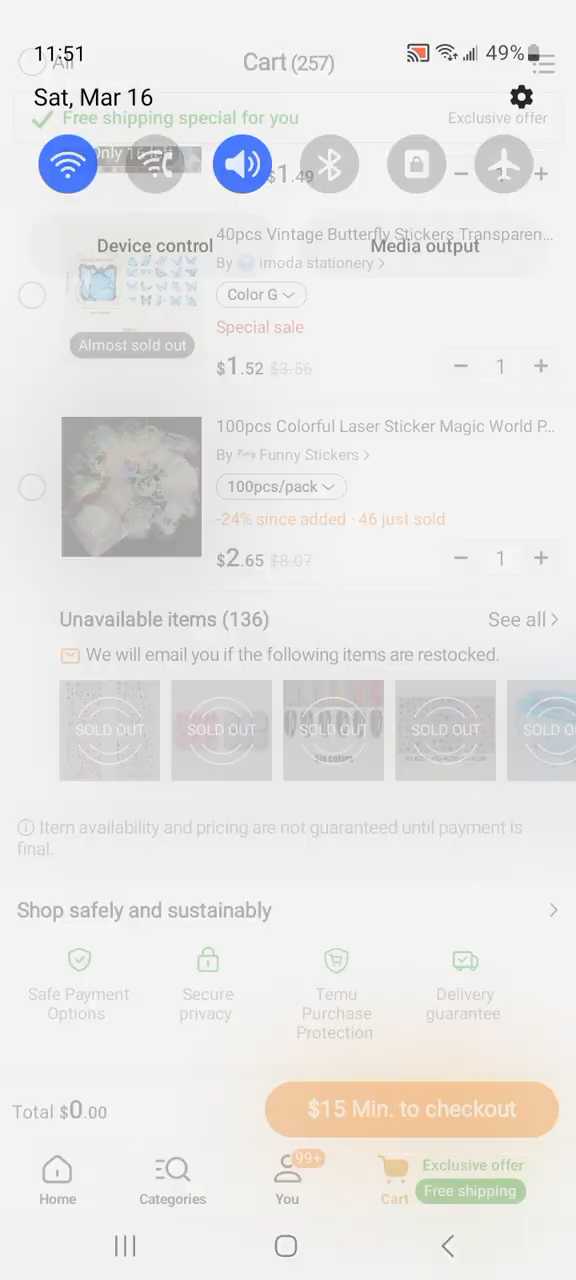 11:51
49%
All
Cart (257)
Sat, Mar 16
Free shipping special for you
Exclusive offer
Only 16 left
$1.49
1
40pcs Vintage Butterfly Stickers Transparen...
Device control
Media output
By imoda stationery >
Color G
Special sale
Almost sold out
$1.52 $3.56
1
100pcs Colorful Laser Sticker Magic World P...
By Funny Stickers >
100pcs/pack
-24% since added · 46 just sold
$2.65 $8.07
1
Unavailable items (136)
See all >
We will email you if the following items are restocked.
SOLD OUT
SOLD OUT
SOLD OUT
SOLD OUT
SOLD O
Item availability and pricing are not guaranteed until payment is
final.
Shop safely and sustainably
Safe Payment
Options
Secure
privacy
Temu
Purchase
Protection
Delivery
guarantee
Total $0.00
$15 Min. to checkout
99+
Exclusive offer
Free shipping
Home
Categories
You
Cart